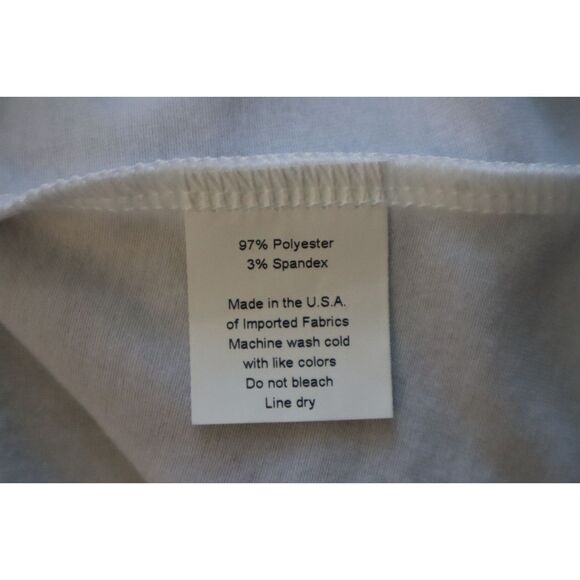 97% Polyester
3% Spandex
Made in the U.S.A.
of Imported Fabrics
Machine wash cold
with like colors
Do not bleach
Line dry